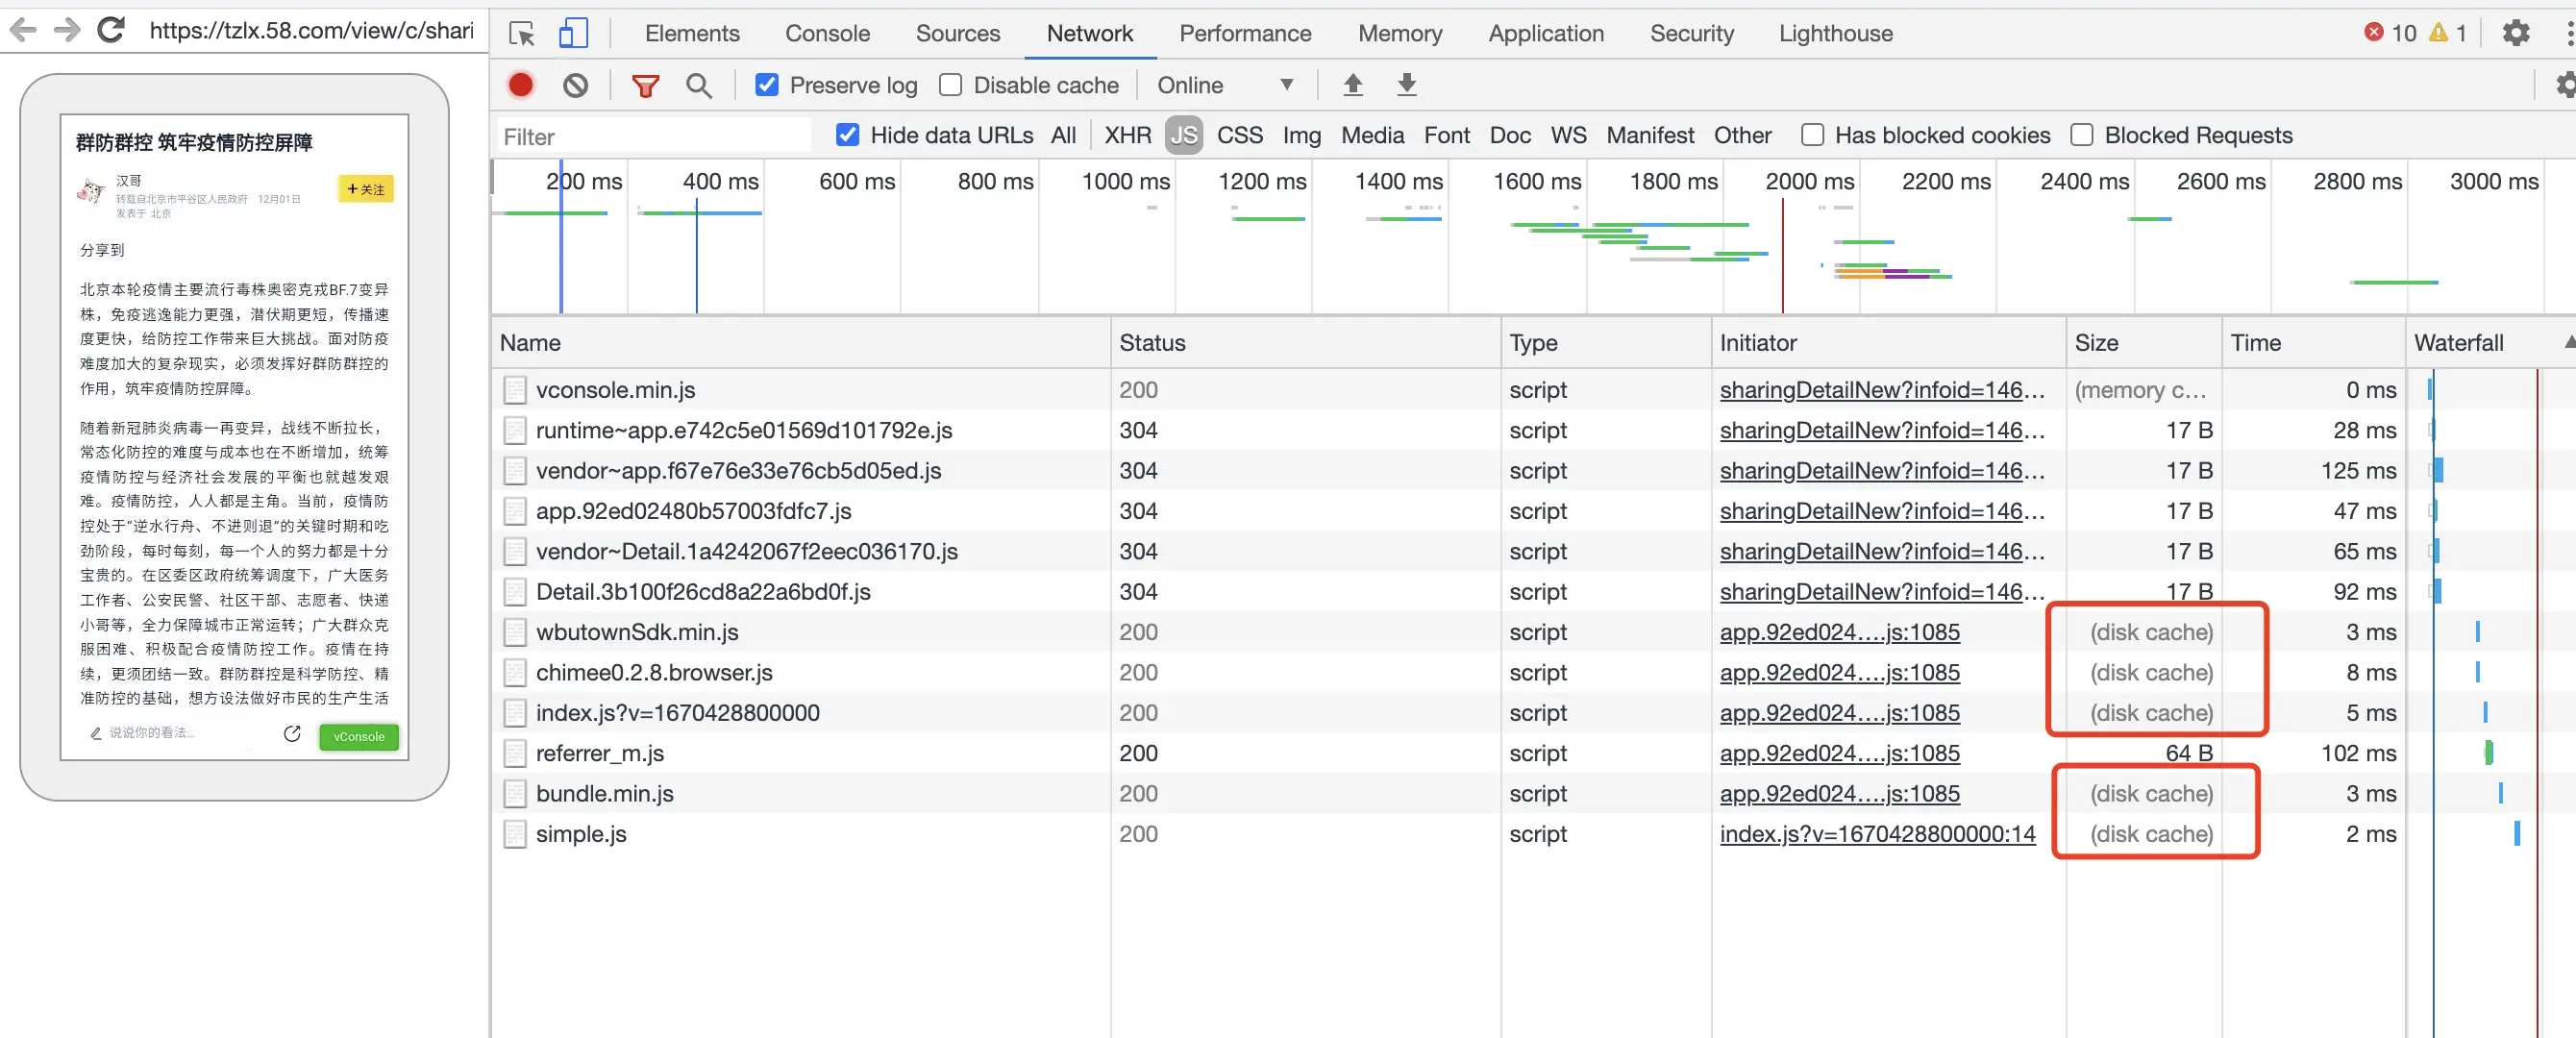 https://tzlx.58.com/view/c/shari
群防群控 筑牢疫情防控屏障
汉哥
转载自北京市平谷区人民政府 12月01日
发表于 北京
+关注
分享到
北京本轮疫情主要流行毒株奥密克戎BF.7变异
株，免疫逃逸能力更强，潜伏期更短，传播速
度更快，给防控工作带来巨大挑战。面对防疫
难度加大的复杂现实，必须发挥好群防群控的
作用，筑牢疫情防控屏障。
随着新冠肺炎病毒一再变异，战线不断拉长，
常态化防控的难度与成本也在不断增加，统筹
疫情防控与经济社会发展的平衡也就越发艰
难。疫情防控，人人都是主角。当前，疫情防
控处于“逆水行舟、不进则退”的关键时期和吃
劲阶段，每时每刻，每一个人的努力都是十分
宝贵的。在区委区政府统筹调度下，广大医务
工作者、公安民警、社区干部、志愿者、快递
小哥等，全力保障城市正常运转；广大群众克
服困难、积极配合疫情防控工作。疫情在持
续，更须团结一致。群防群控是科学防控、精
准防控的基础，想方设法做好市民的生产生活
说说你的看法...
vConsole
Elements Console Sources Network Performance Memory Application Security Lighthouse 10 1
Preserve log Disable cache Online
Filter Hide data URLs All XHR JS CSS Img Media Font Doc WS Manifest Other Has blocked cookies Blocked Requests
200 ms 400 ms 600 ms 800 ms 1000 ms 1200 ms 1400 ms 1600 ms 1800 ms 2000 ms 2200 ms 2400 ms 2600 ms 2800 ms 3000 ms
Name Status Type Initiator Size Time Waterfall
vconsole.min.js 200 script sharingDetailNew?infoid=146… (memory c… 0 ms
runtime~app.e742c5e01569d101792e.js 304 script sharingDetailNew?infoid=146… 17 B 28 ms
vendor~app.f67e76e33e76cb5d05ed.js 304 script sharingDetailNew?infoid=146… 17 B 125 ms
app.92ed02480b57003fdfc7.js 304 script sharingDetailNew?infoid=146… 17 B 47 ms
vendor~Detail.1a4242067f2eec036170.js 304 script sharingDetailNew?infoid=146… 17 B 65 ms
Detail.3b100f26cd8a22a6bd0f.js 304 script sharingDetailNew?infoid=146… 17 B 92 ms
wbutownSdk.min.js 200 script app.92ed024….js:1085 (disk cache) 3 ms
chimee0.2.8.browser.js 200 script app.92ed024….js:1085 (disk cache) 8 ms
index.js?v=1670428800000 200 script app.92ed024….js:1085 (disk cache) 5 ms
referrer_m.js 200 script app.92ed024….js:1085 64 B 102 ms
bundle.min.js 200 script app.92ed024….js:1085 (disk cache) 3 ms
simple.js 200 script index.js?v=1670428800000:14 (disk cache) 2 ms